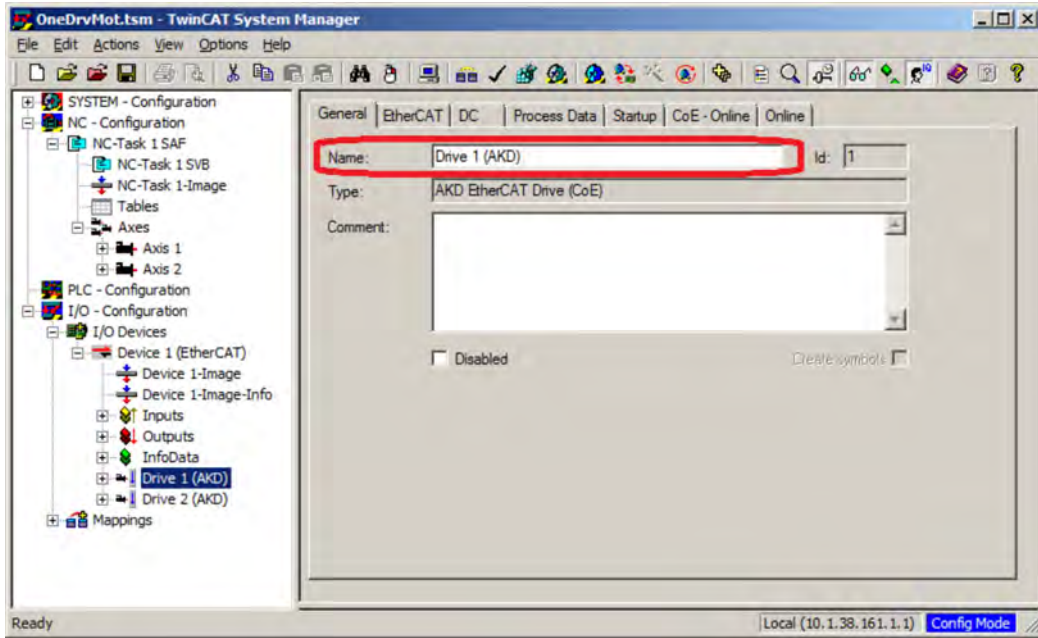 OneDrvMot.tsm - TwinCAT System Manager
File Edit Actions View Options Help
SYSTEM - Configuration
NC - Configuration
NC-Task 1 SAF
NC-Task 1 SVB
NC-Task 1-Image
Tables
Axes
Axis 1
Axis 2
PLC - Configuration
I/O - Configuration
I/O Devices
Device 1 (EtherCAT)
Device 1-Image
Device 1-Image-Info
Inputs
Outputs
InfoData
Drive 1 (AKD)
Drive 2 (AKD)
Mappings
General EtherCAT DC Process Data Startup CoE - Online Online
Name: Drive 1 (AKD) Id: 1
Type: AKD EtherCAT Drive (CoE)
Comment:
Disabled Create symbols
Ready Local (10.1.38.161.1.1) Config Mode